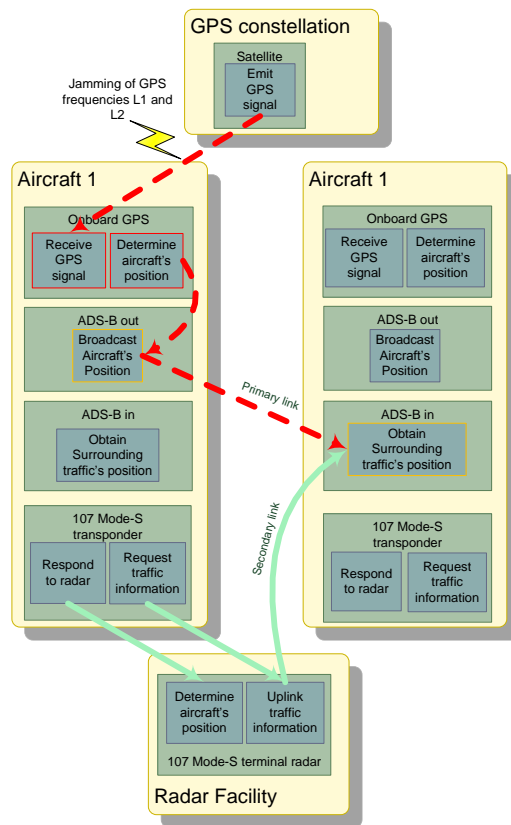 GPS constellation
Satellite
Emit
GPS
signal
Jamming of GPS
frequencies L1 and
L2
Aircraft 1
Onboard GPS
Receive
GPS
signal
Determine
aircraft's
position
ADS-B out
Broadcast
Aircraft's
Position
ADS-B in
Obtain
Surrounding
traffic's position
107 Mode-S
transponder
Respond
to radar
Request
traffic
information
Aircraft 1
Onboard GPS
Receive
GPS
signal
Determine
aircraft's
position
ADS-B out
Broadcast
Aircraft's
Position
ADS-B in
Obtain
Surrounding
traffic's position
107 Mode-S
transponder
Respond
to radar
Request
traffic
information
Primary link
Secondary link
Determine
aircraft's
position
Uplink
traffic
information
107 Mode-S terminal radar
Radar Facility